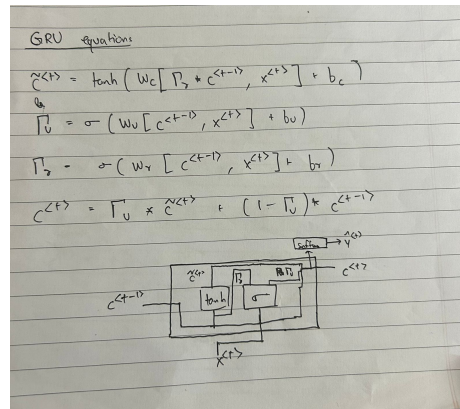 GRU equations
c̃<t> = tanh ( Wc [ Γr * c<t-1>, x<t> ] + bc )
Γu = σ ( Wu [ c<t-1>, x<t> ] + bu )
Γr = σ ( Wr [ c<t-1>, x<t> ] + br )
c<t> = Γu * c̃<t> + (1 - Γu) * c<t-1>
softmax → ŷ<t>
c̃<t> Γr Γu c<t>
c<t-1> tanh σ
x<t>